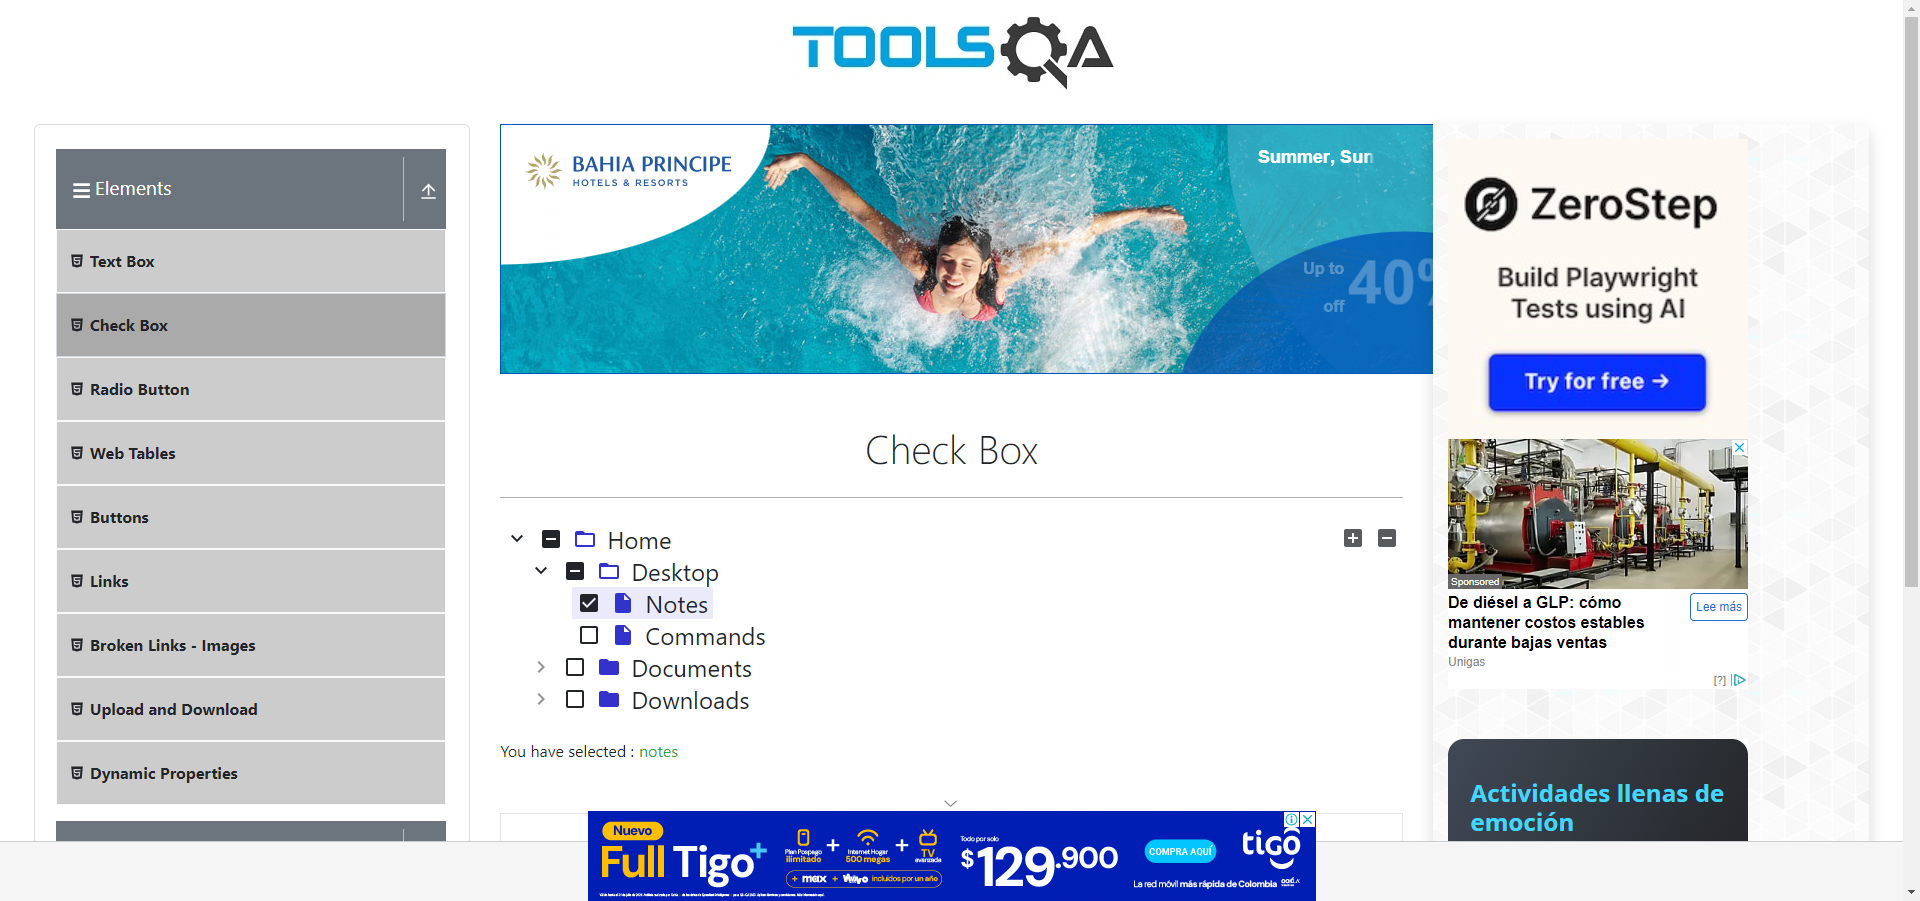 TOOLSQA
Elements
Text Box
Check Box
Radio Button
Web Tables
Buttons
Links
Broken Links - Images
Upload and Download
Dynamic Properties
BAHIA PRINCIPE
HOTELS & RESORTS
Summer, Sun
Up to
40%
off
Check Box
Home
Desktop
Notes
Commands
Documents
Downloads
You have selected : notes
ZeroStep
Build Playwright
Tests using AI
Try for free →
Sponsored
De diésel a GLP: cómo
mantener costos estables
durante bajas ventas
Lee más
Unigas
[?]
Actividades llenas de
emoción
Nuevo
Full Tigo+
Plan Pospago
ilimitado
+
Internet Hogar
500 megas
+
TV
avanzada
+ max + Win+ incluidos por un año
Todo por solo
$129.900
COMPRA AQUÍ
tigo
La red móvil más rápida de Colombia